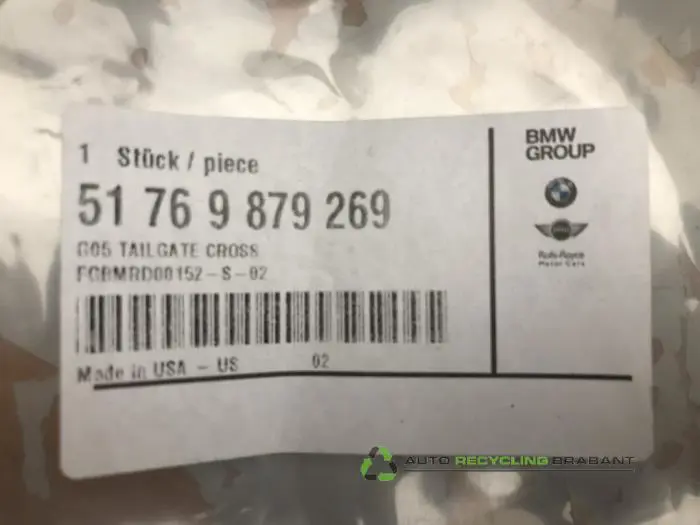 1 Stück / piece
51 76 9 879 269
G05 TAILGATE CROSS
FCBMRD00152-S-02
Made in USA - US 02
BMW
GROUP
Rolls-Royce
Motor Cars
AUTO RECYCLING BRABANT